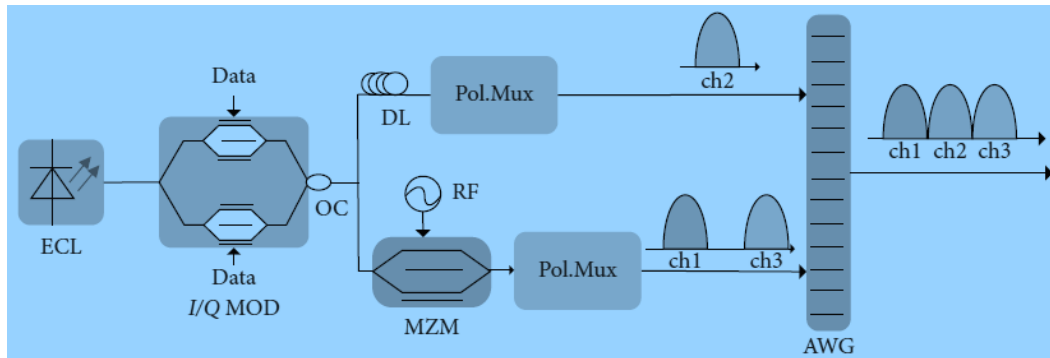 Data
ECL
Data
I/Q MOD
OC
DL
Pol.Mux
RF
MZM
Pol.Mux
ch2
ch1 ch3
AWG
ch1 ch2 ch3